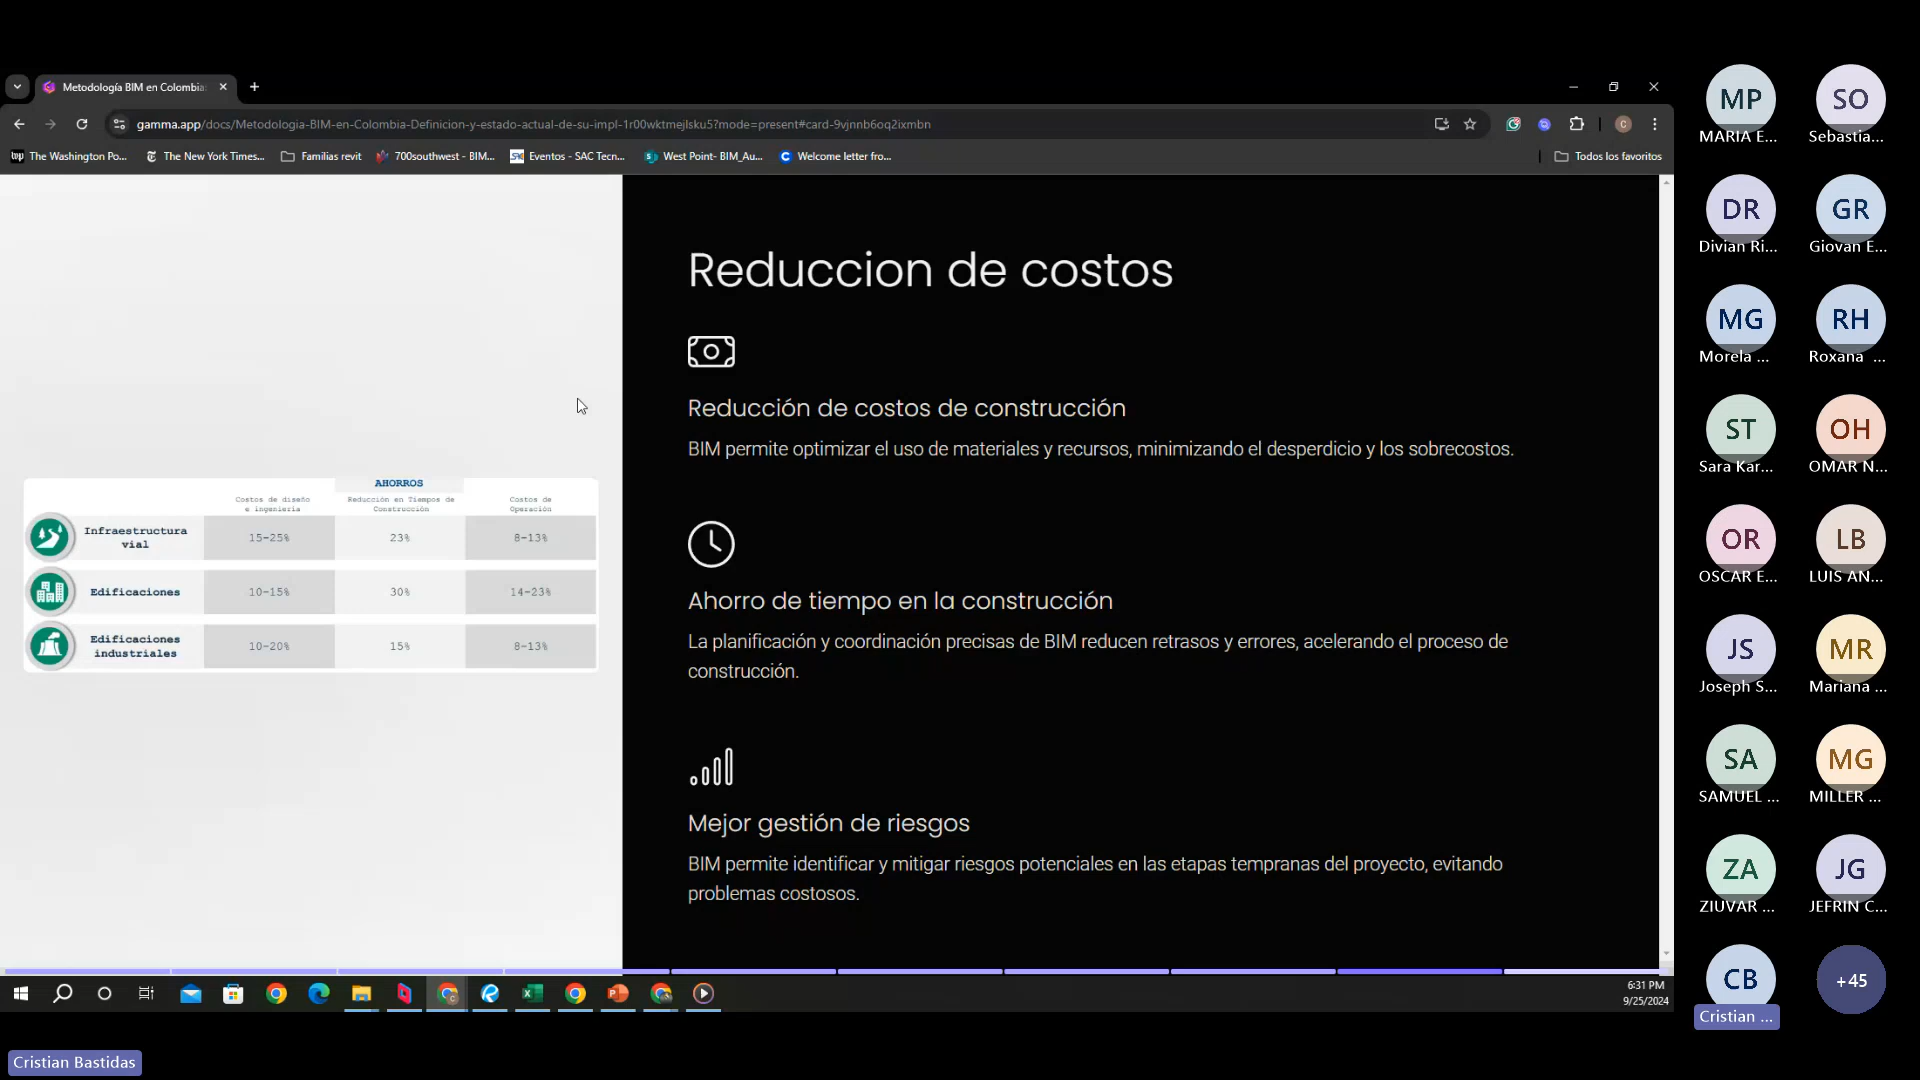 Metodología BIM en Colombia
gamma.app/docs/Metodologia-BIM-en-Colombia-Definicion-y-estado-actual-de-su-impl-1r00wktmejlsku5?mode=present#card-9vjnnb6oq2ixmbn
The Washington Po...
The New York Times...
Familias revit
700southwest - BIM...
Eventos - SAC Tecn...
West Point- BIM_Au...
Welcome letter fro...
Todos los favoritos
AHORROS
Costos de diseño
e ingeniería
Reducción en Tiempos de
Construcción
Costos de
Operación
Infraestructura
vial
15-25%
23%
8-13%
Edificaciones
10-15%
30%
14-23%
Edificaciones
industriales
10-20%
15%
8-13%
Reduccion de costos
Reducción de costos de construcción
BIM permite optimizar el uso de materiales y recursos, minimizando el desperdicio y los sobrecostos.
Ahorro de tiempo en la construcción
La planificación y coordinación precisas de BIM reducen retrasos y errores, acelerando el proceso de
construcción.
Mejor gestión de riesgos
BIM permite identificar y mitigar riesgos potenciales en las etapas tempranas del proyecto, evitando
problemas costosos.
6:31 PM
9/25/2024
MP
MARIA E...
SO
Sebastia...
DR
Divian Ri...
GR
Giovan E...
MG
Morela ...
RH
Roxana ...
ST
Sara Kar...
OH
OMAR N...
OR
OSCAR E...
LB
LUIS AN...
JS
Joseph S...
MR
Mariana ...
SA
SAMUEL ...
MG
MILLER ...
ZA
ZIUVAR ...
JG
JEFRIN C...
CB
Cristian ...
+45
Cristian Bastidas